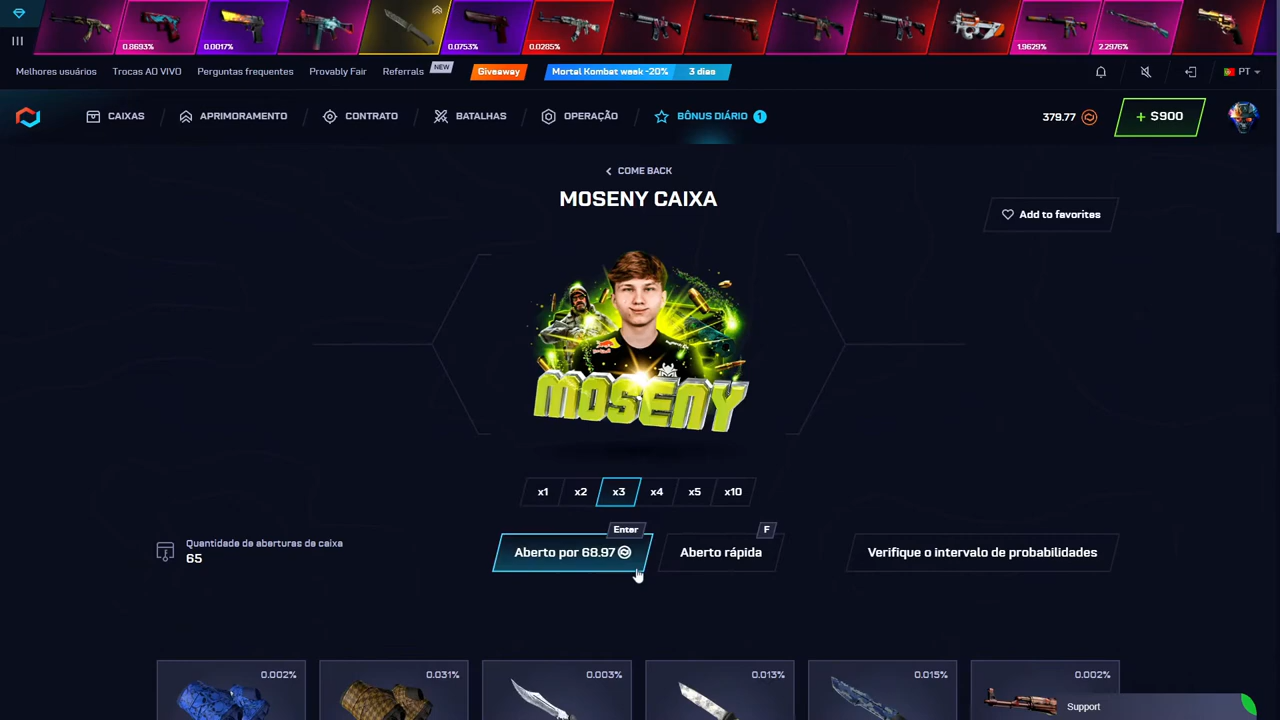 0.8693%
0.0017%
0.0753%
0.0285%
1.9629%
2.2976%
Melhores usuários
Trocas AO VIVO
Perguntas frequentes
Provably Fair
Referrals
NEW
Giveaway
Mortal Kombat week -20%
3 dias
PT
CAIXAS
APRIMORAMENTO
CONTRATO
BATALHAS
OPERAÇÃO
BÔNUS DIÁRIO 1
379.77
+ $900
COME BACK
MOSENY CAIXA
Add to favorites
MOSENY
x1
x2
x3
x4
x5
x10
Enter
F
Quantidade de aberturas da caixa
65
Aberto por 68.97
Aberto rápida
Verifique o intervalo de probabilidades
0.002%
0.031%
0.003%
0.013%
0.015%
0.002%
Support